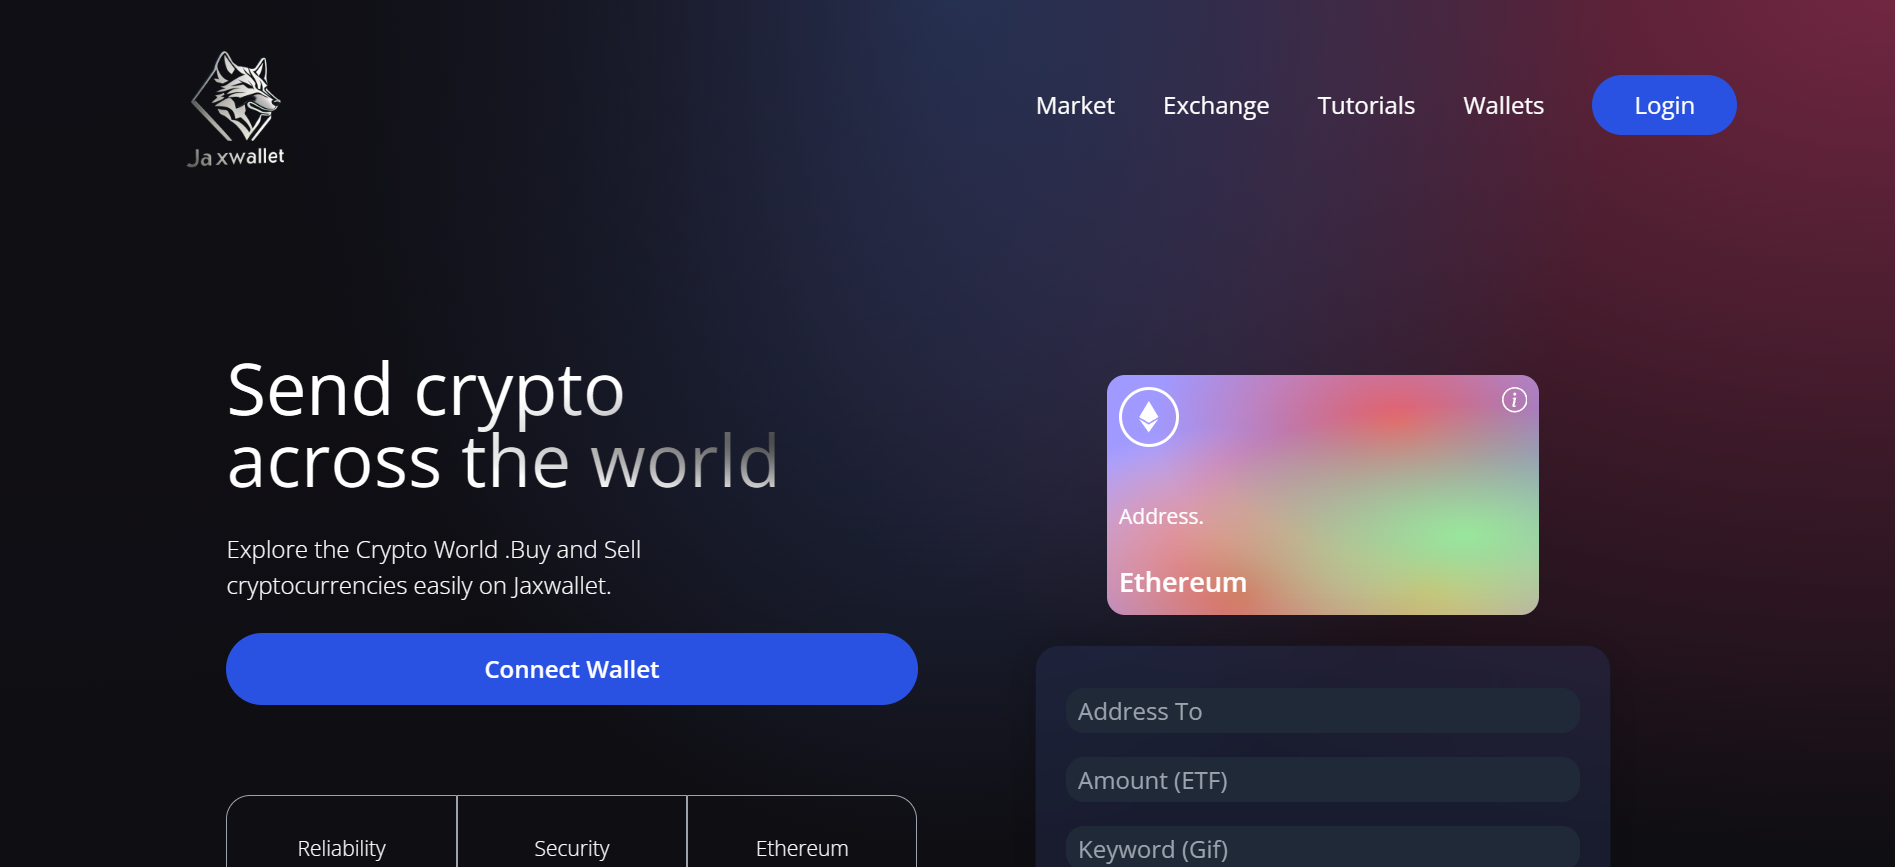 Jaxwallet
Market
Exchange
Tutorials
Wallets
Login
Send crypto
across the world
Explore the Crypto World .Buy and Sell
cryptocurrencies easily on Jaxwallet.
Connect Wallet
Reliability
Security
Ethereum
i
Address.
Ethereum
Address To
Amount (ETF)
Keyword (Gif)